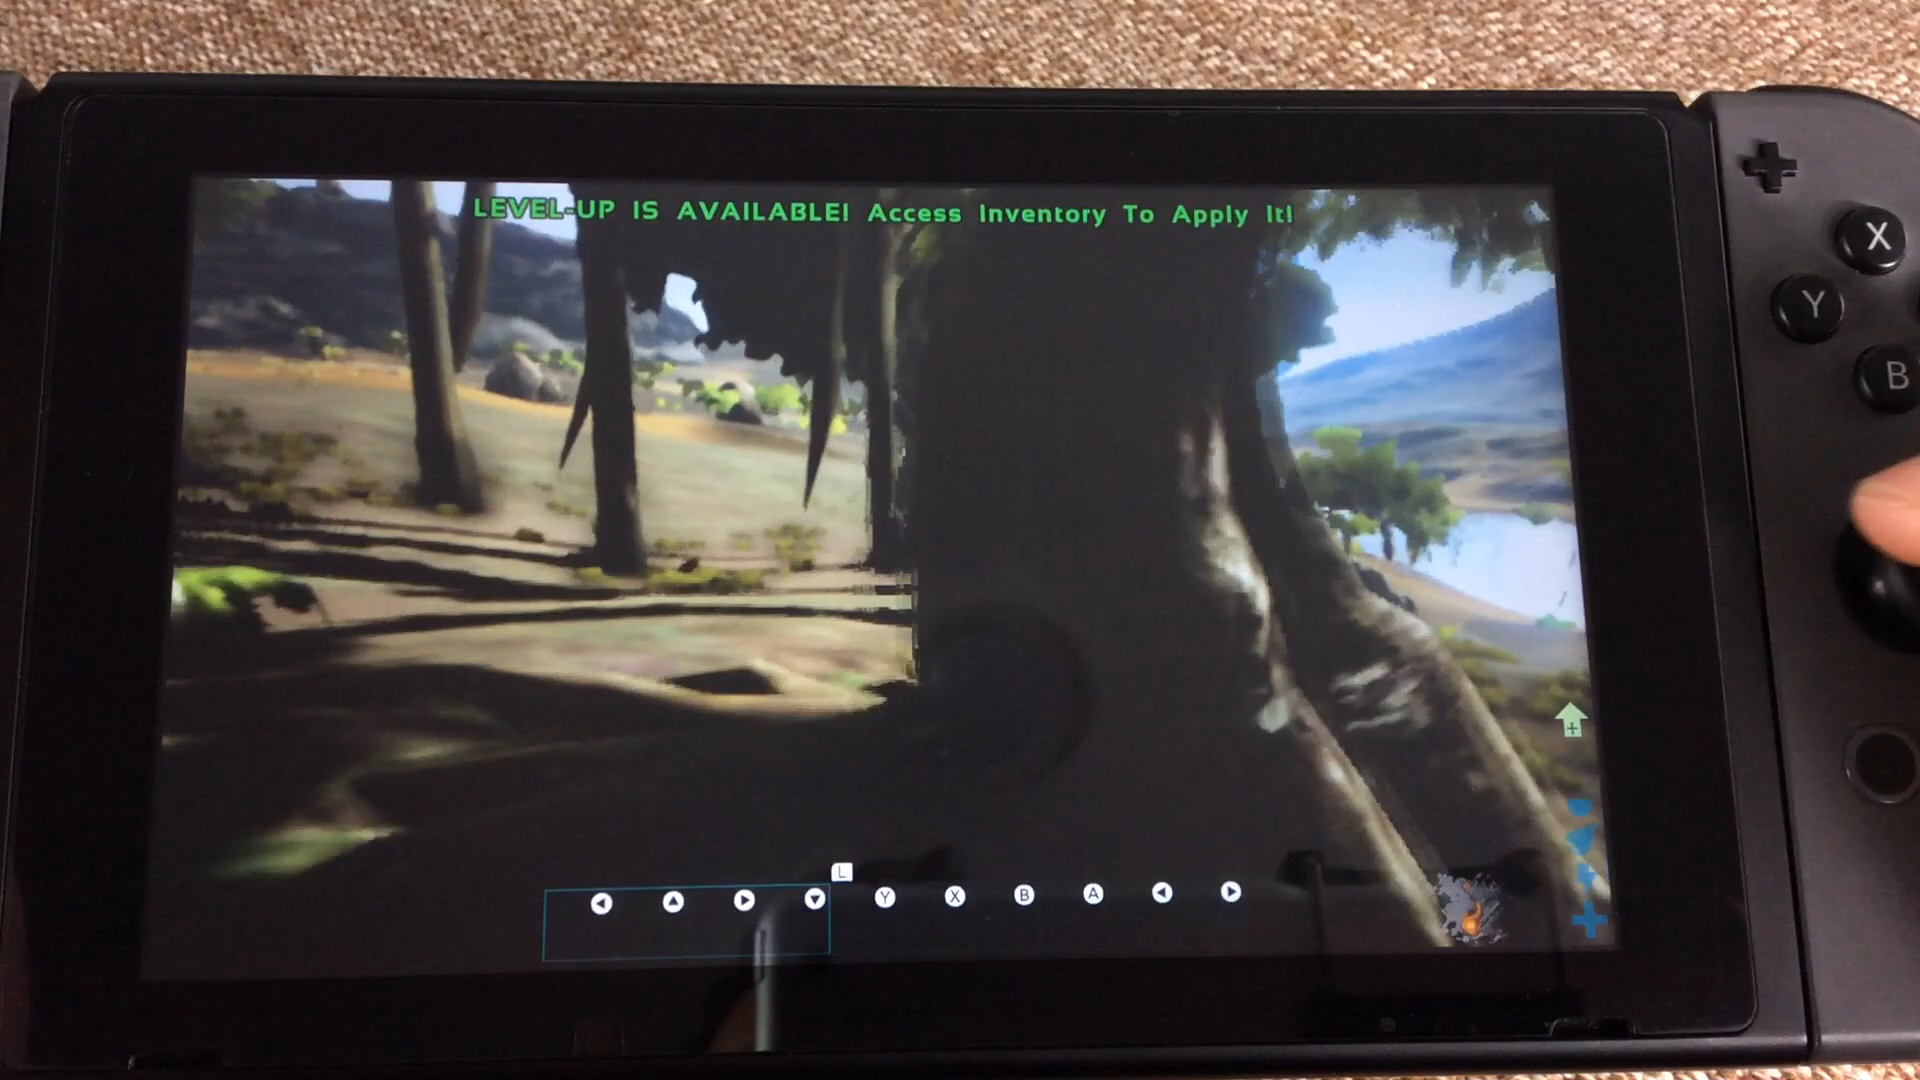 LEVEL-UP IS AVAILABLE! Access Inventory To Apply It!
X
Y
B
L
Y X B A